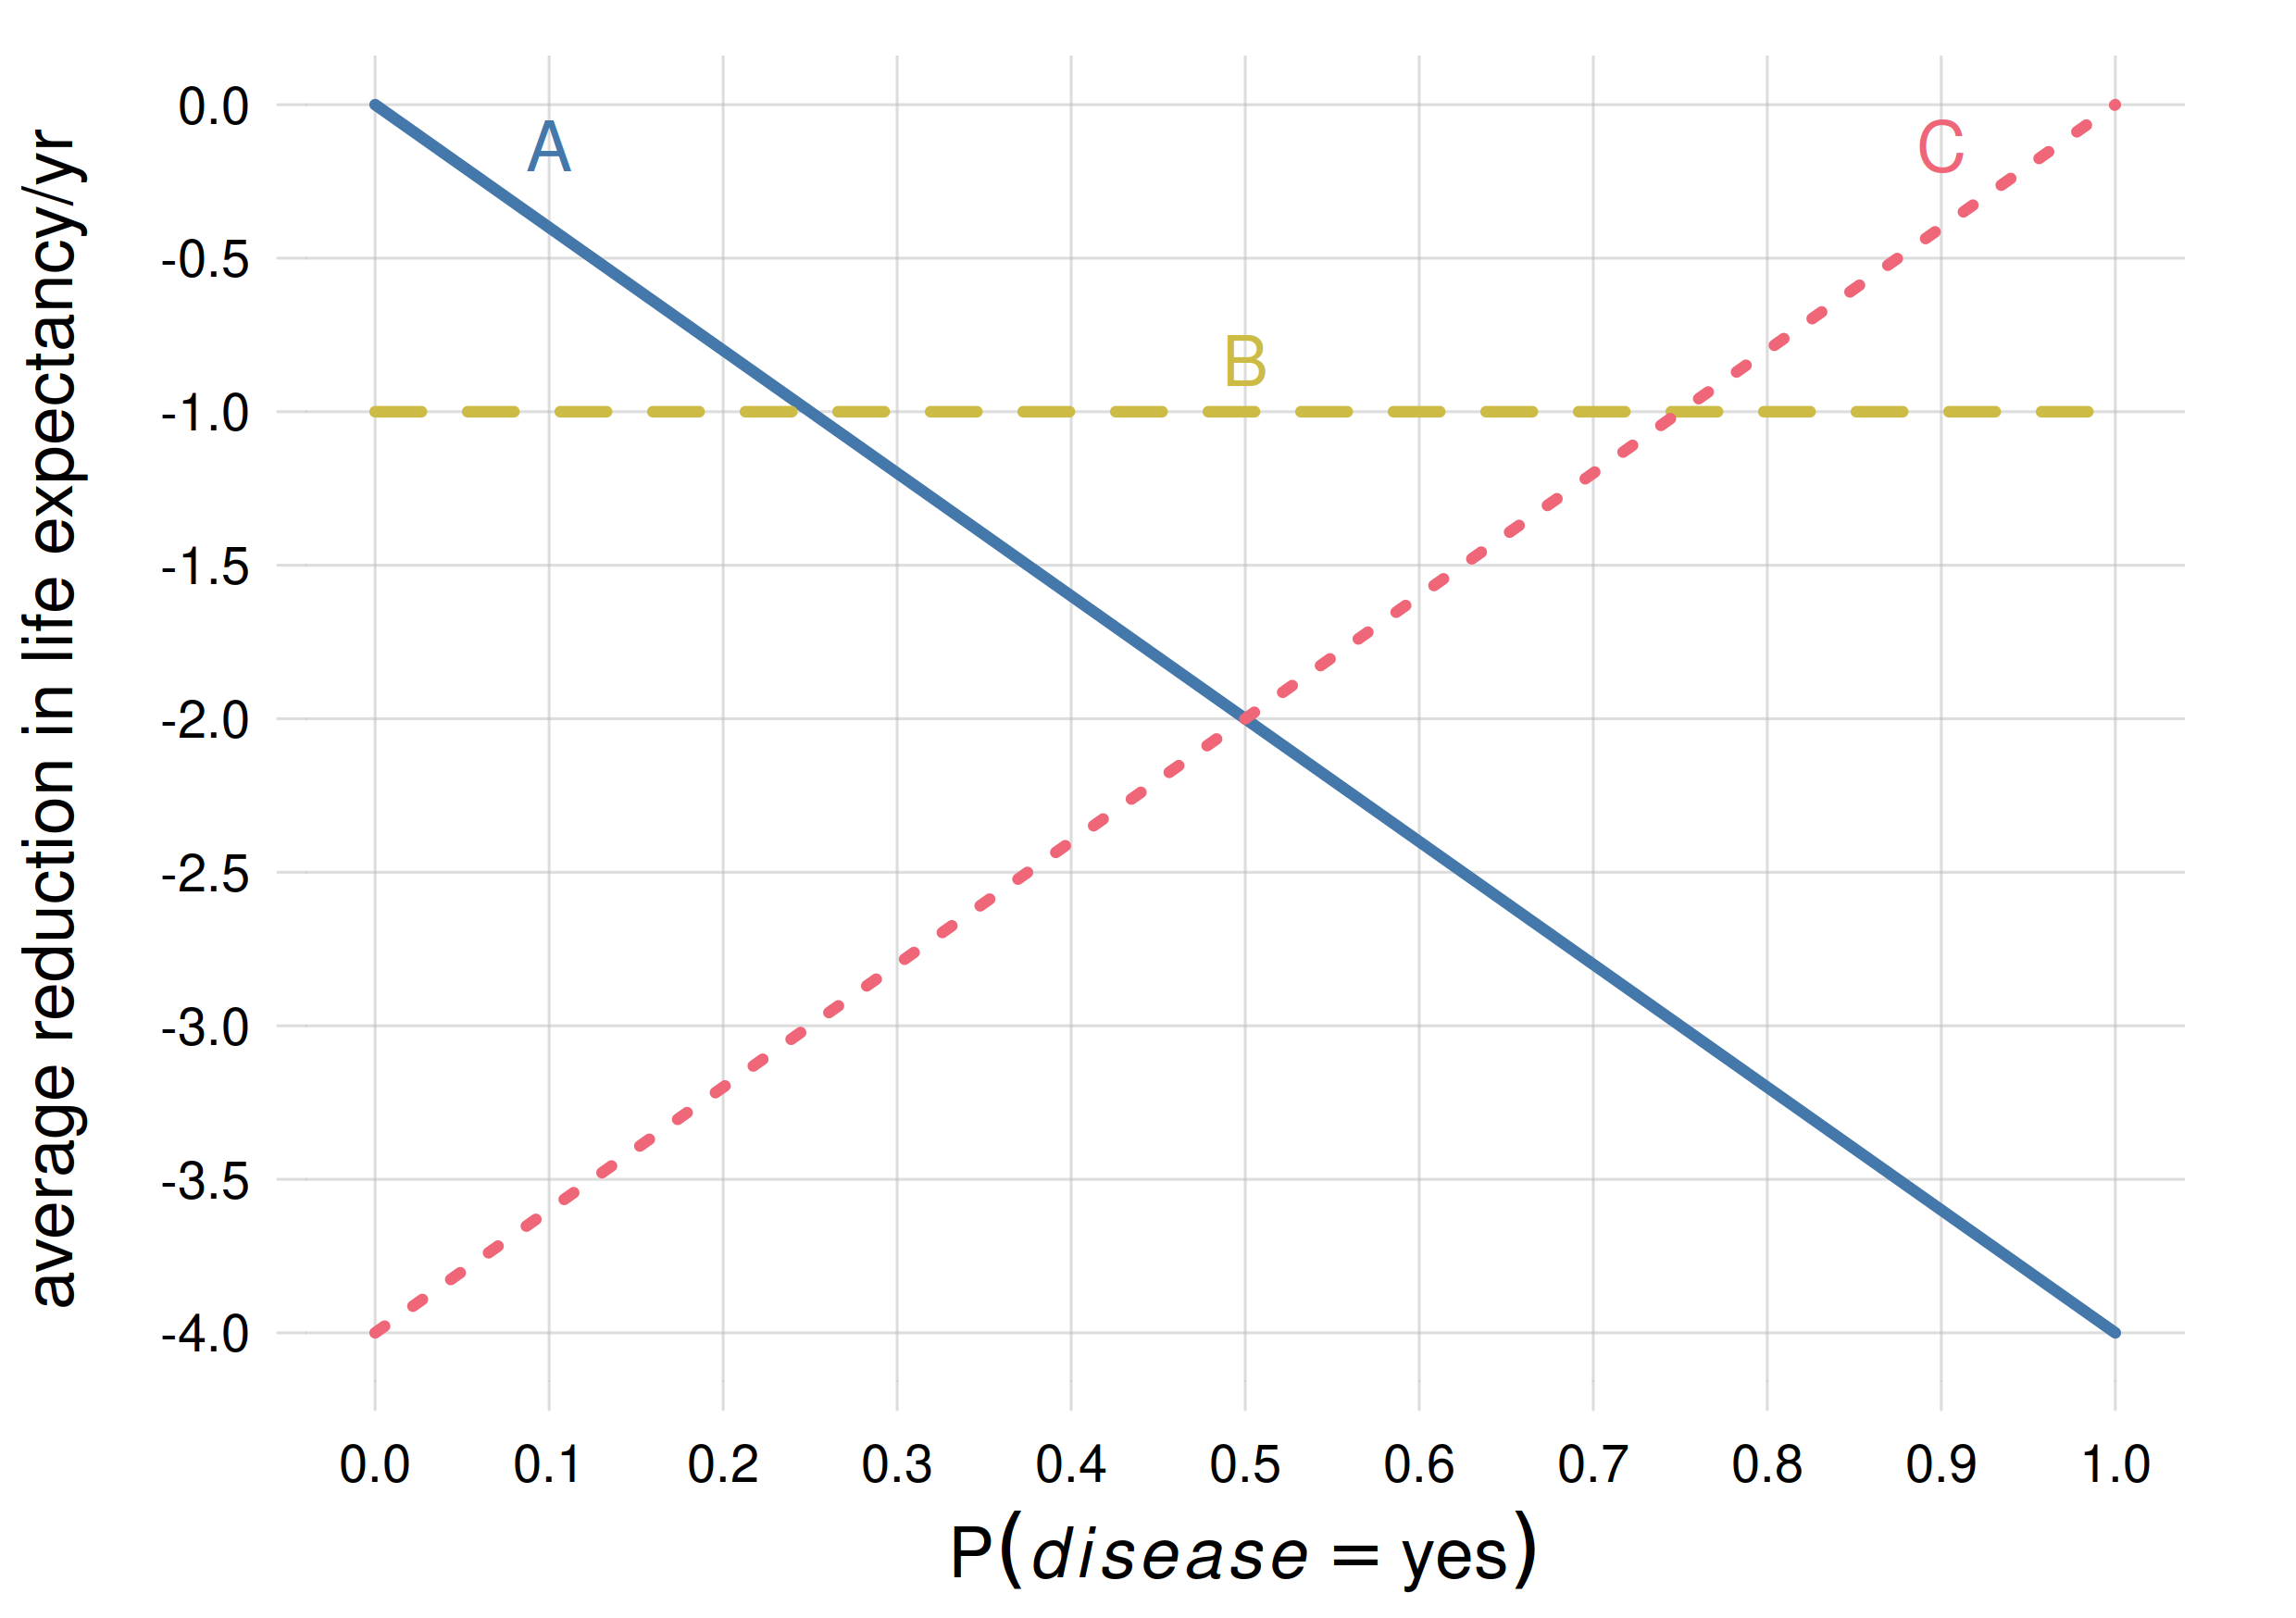 average reduction in life expectancy/yr
0.0
-0.5
-1.0
-1.5
-2.0
-2.5
-3.0
-3.5
-4.0
A
B
C
0.0 0.1 0.2 0.3 0.4 0.5 0.6 0.7 0.8 0.9 1.0
P(disease = yes)